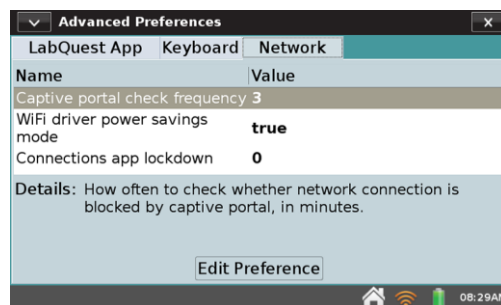 Advanced Preferences
LabQuest App Keyboard Network
Name Value
Captive portal check frequency 3
WiFi driver power savings
mode true
Connections app lockdown 0
Details: How often to check whether network connection is
blocked by captive portal, in minutes.
Edit Preference
08:29AM